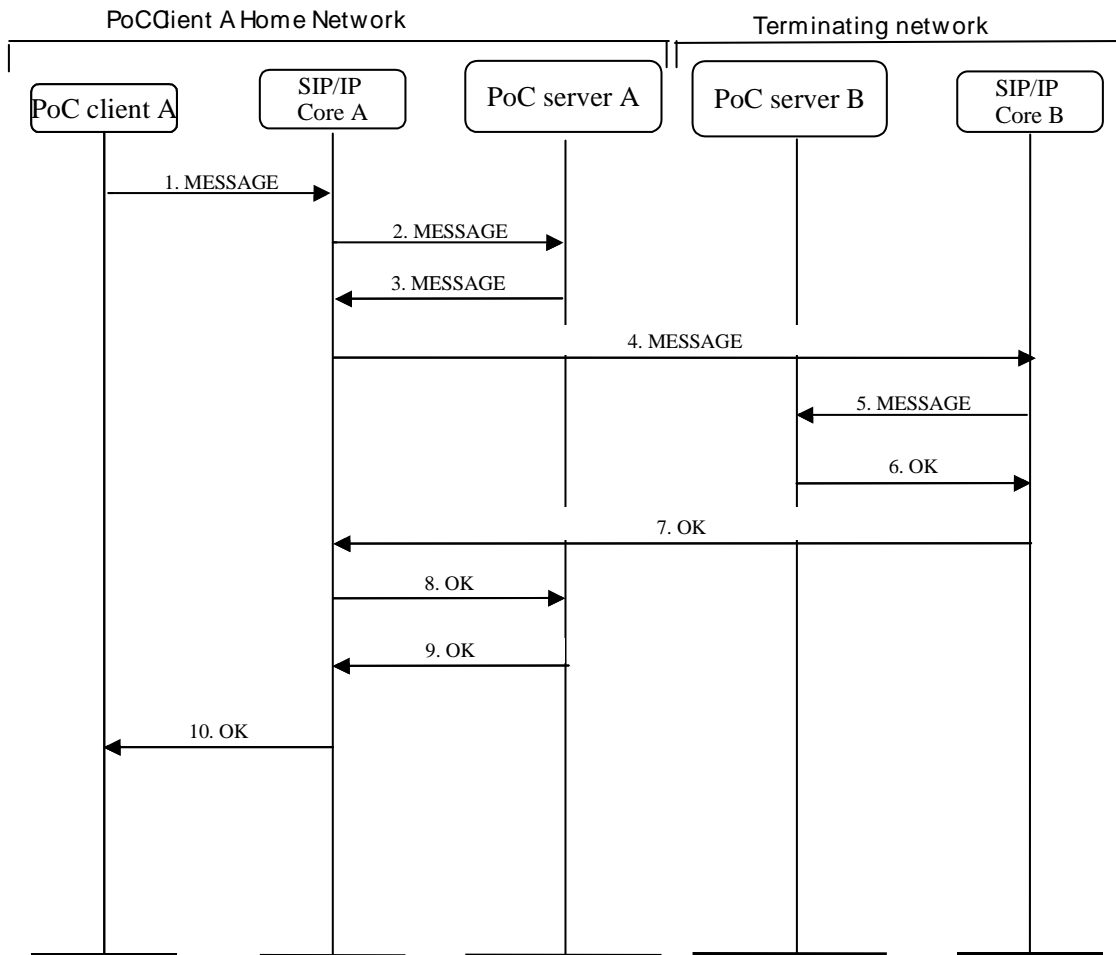 PoCClient A Home Network
Terminating network
PoC client A
SIP/IP
Core A
PoC server A
PoC server B
SIP/IP
Core B
1. MESSAGE
2. MESSAGE
3. MESSAGE
4. MESSAGE
5. MESSAGE
6. OK
7. OK
8. OK
9. OK
10. OK